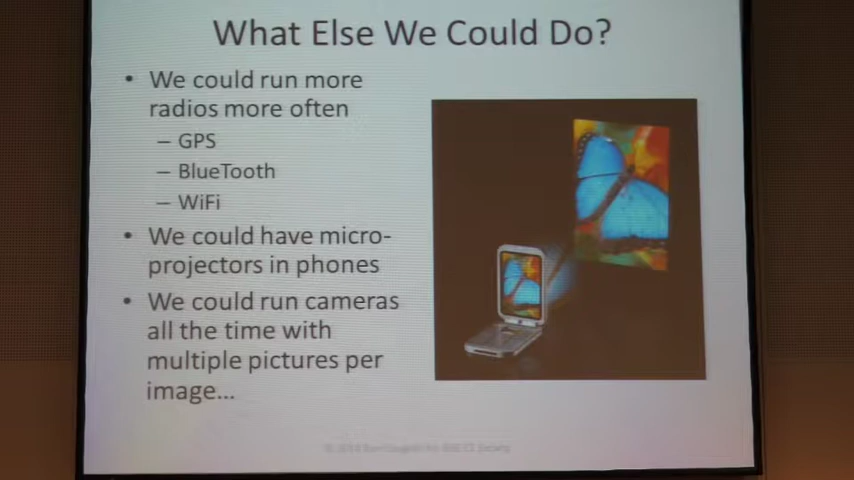 What Else We Could Do?
• We could run more
radios more often
– GPS
– BlueTooth
– WiFi
• We could have micro-
projectors in phones
• We could run cameras
all the time with
multiple pictures per
image...